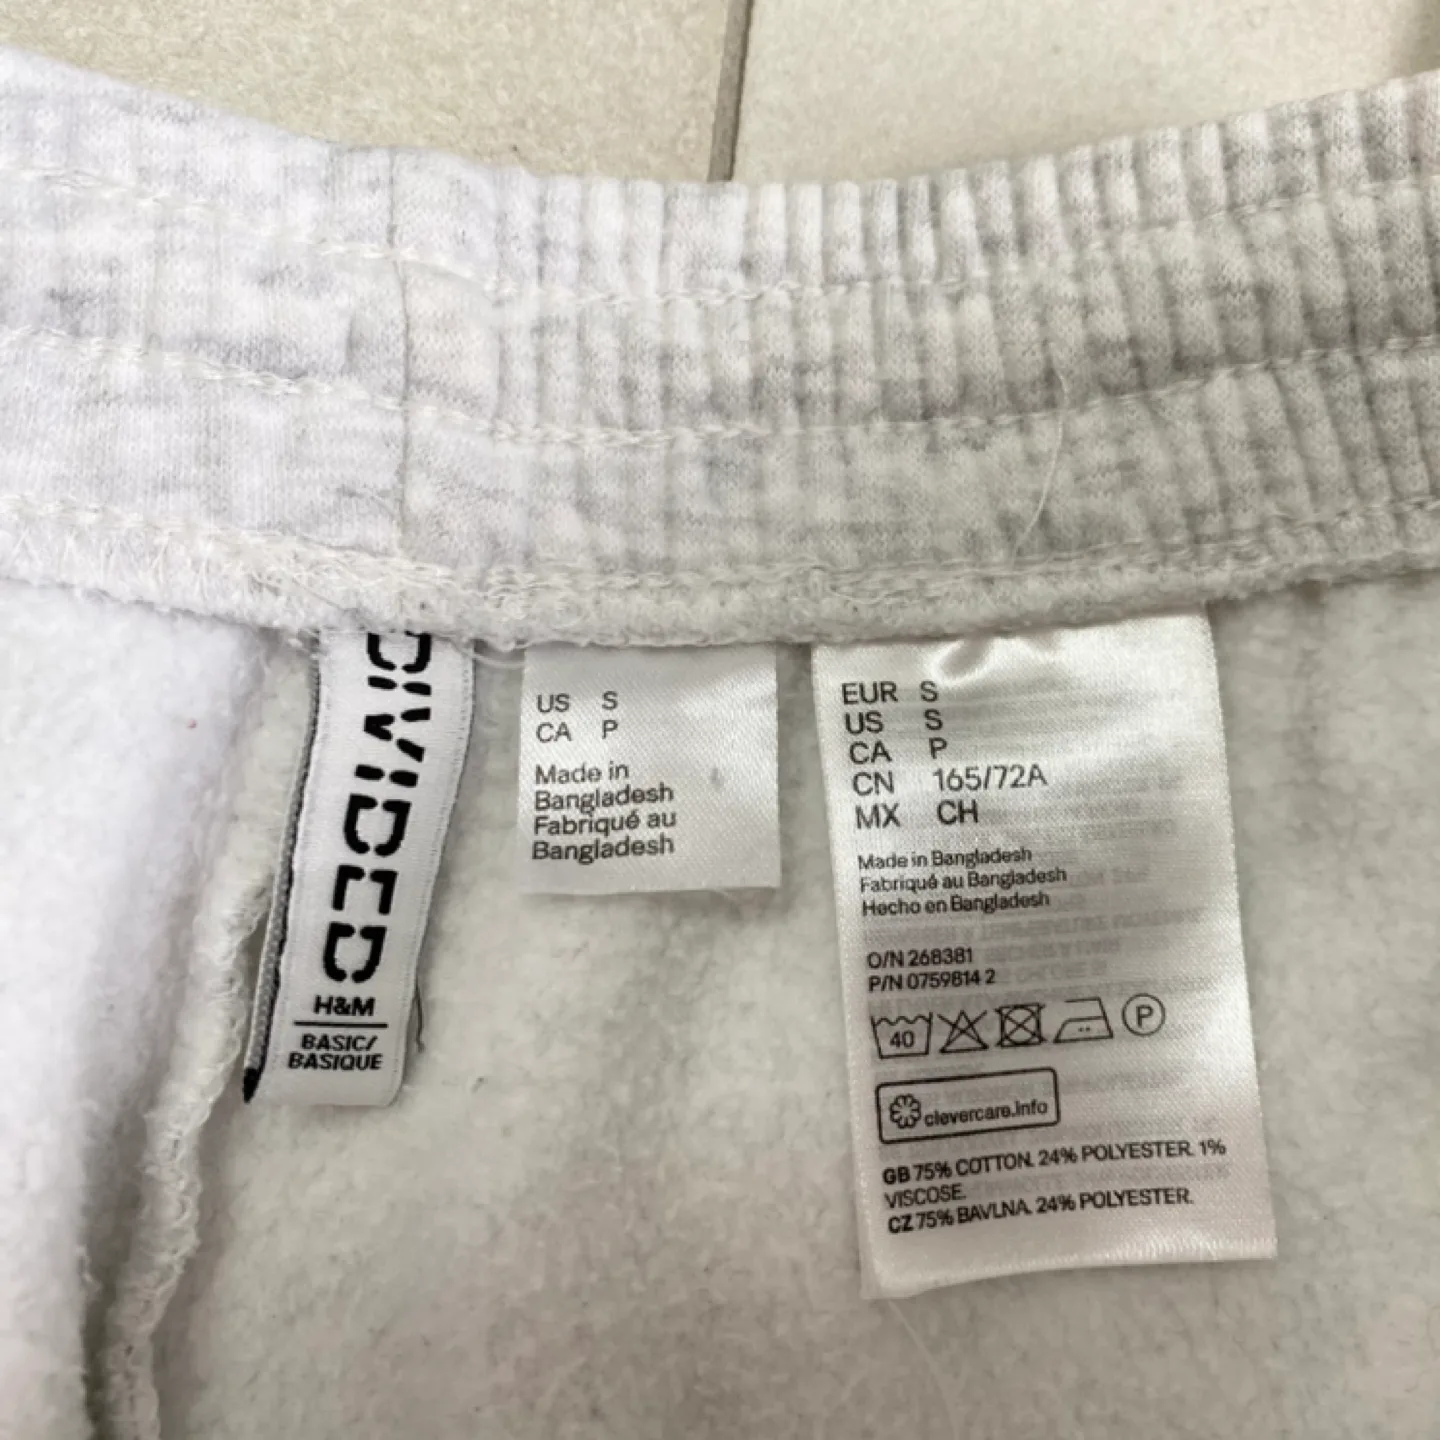 DIVIDED
H&M
BASIC/
BASIQUE
US S
CA P
Made in
Bangladesh
Fabriqué au
Bangladesh
EUR S
US S
CA P
CN 165/72A
MX CH
Made in Bangladesh
Fabriqué au Bangladesh
Hecho en Bangladesh
O/N 268381
P/N 0759814 2
40 P
clevercare.info
GB 75% COTTON. 24% POLYESTER. 1%
VISCOSE.
CZ 75% BAVLNA. 24% POLYESTER.